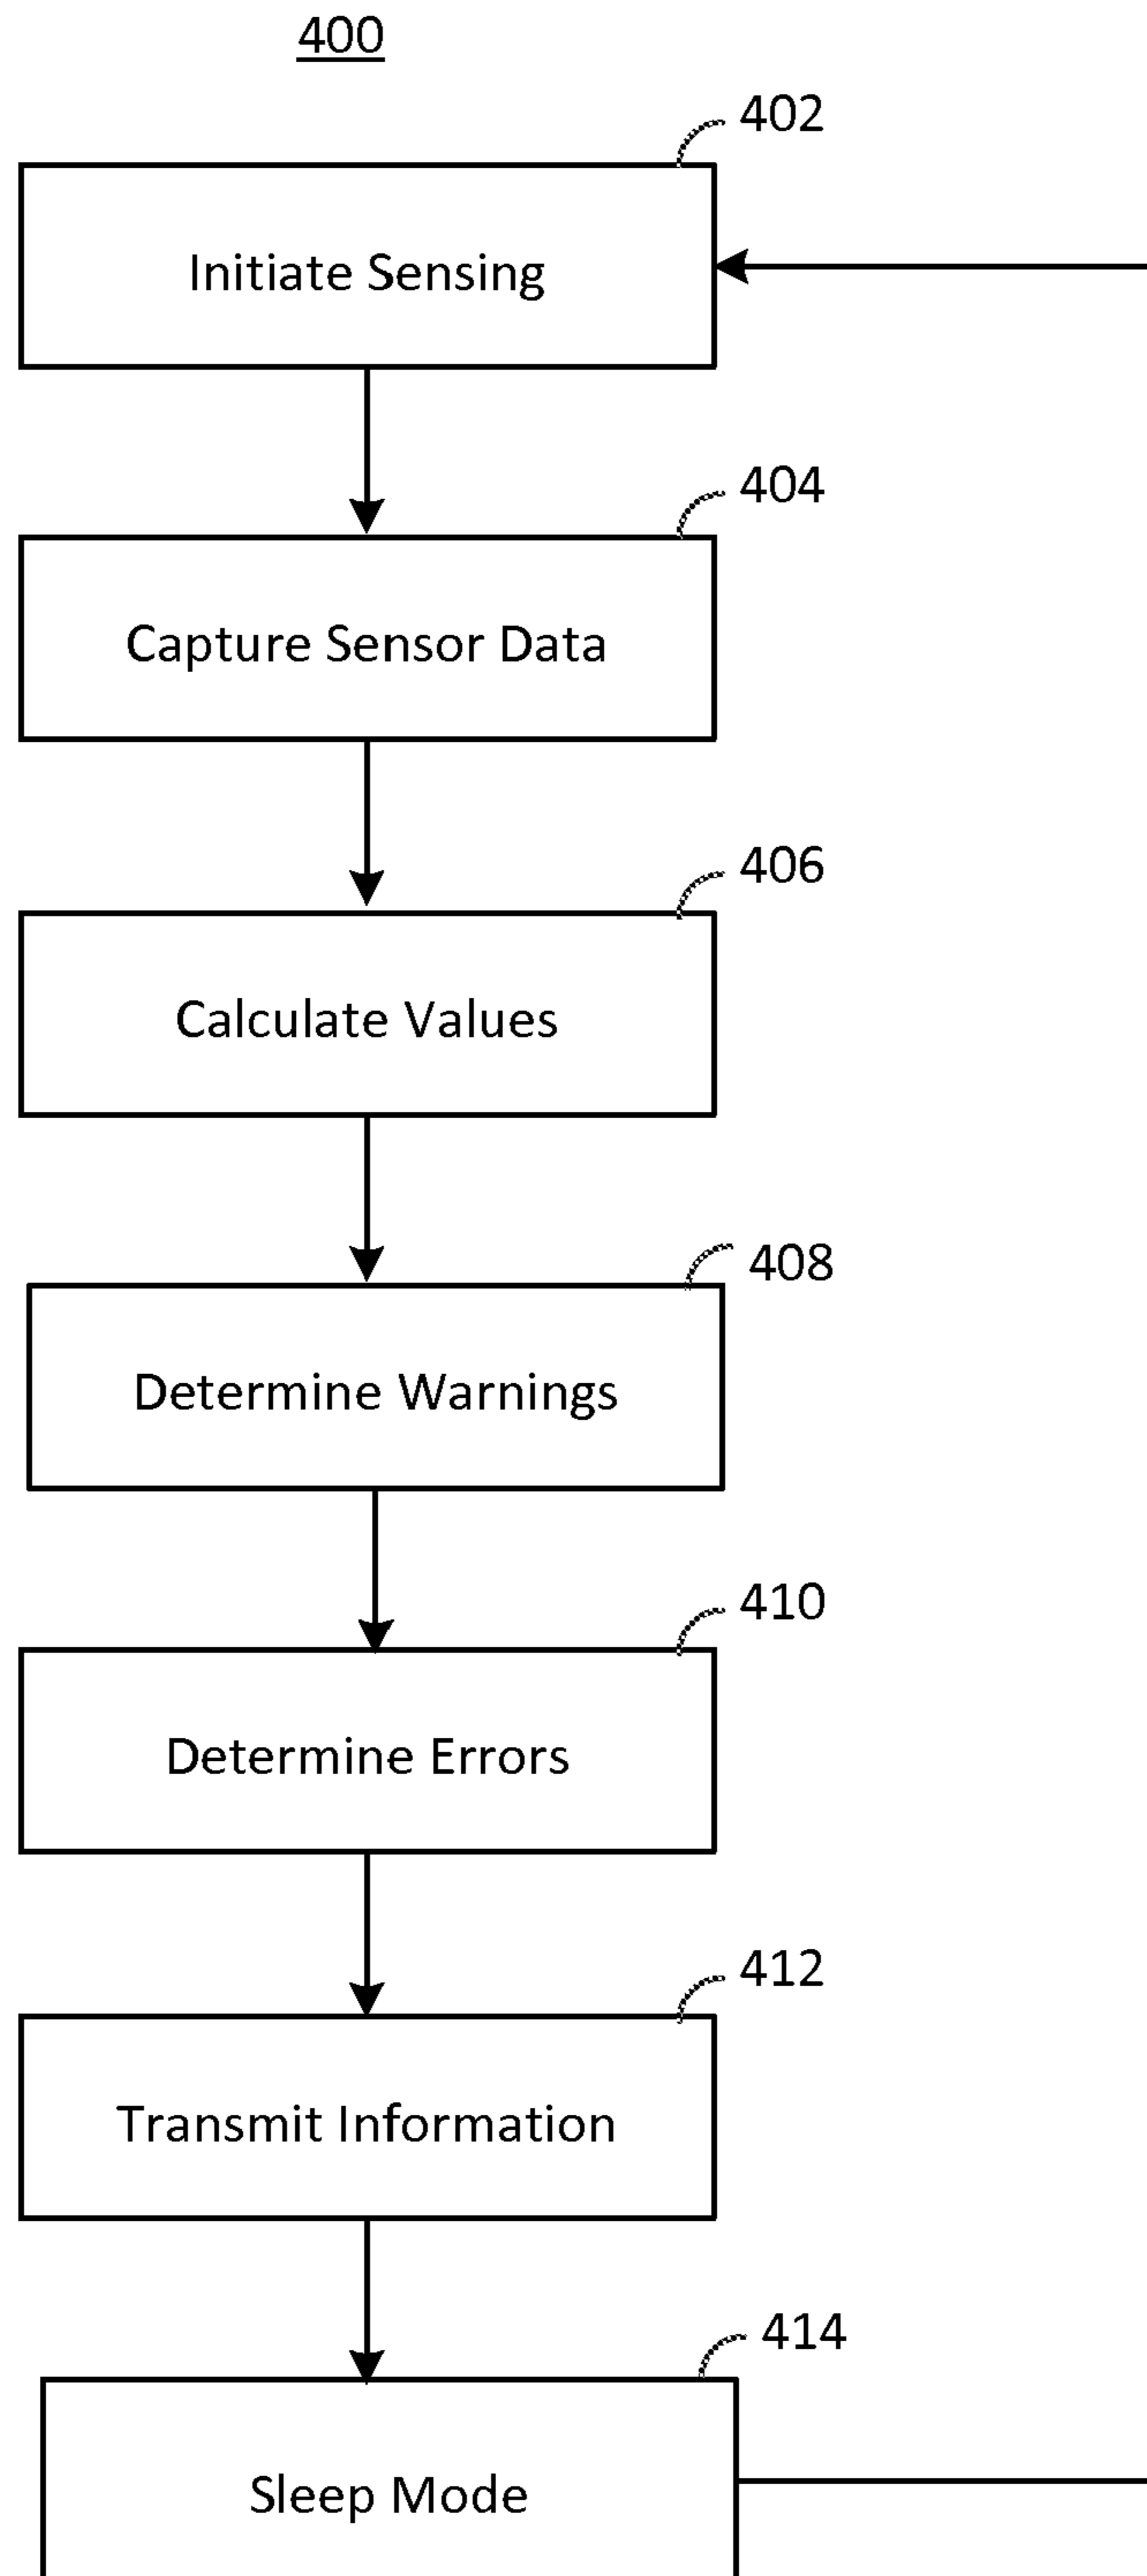 400
402
Initiate Sensing
404
Capture Sensor Data
406
Calculate Values
408
Determine Warnings
410
Determine Errors
412
Transmit Information
414
Sleep Mode